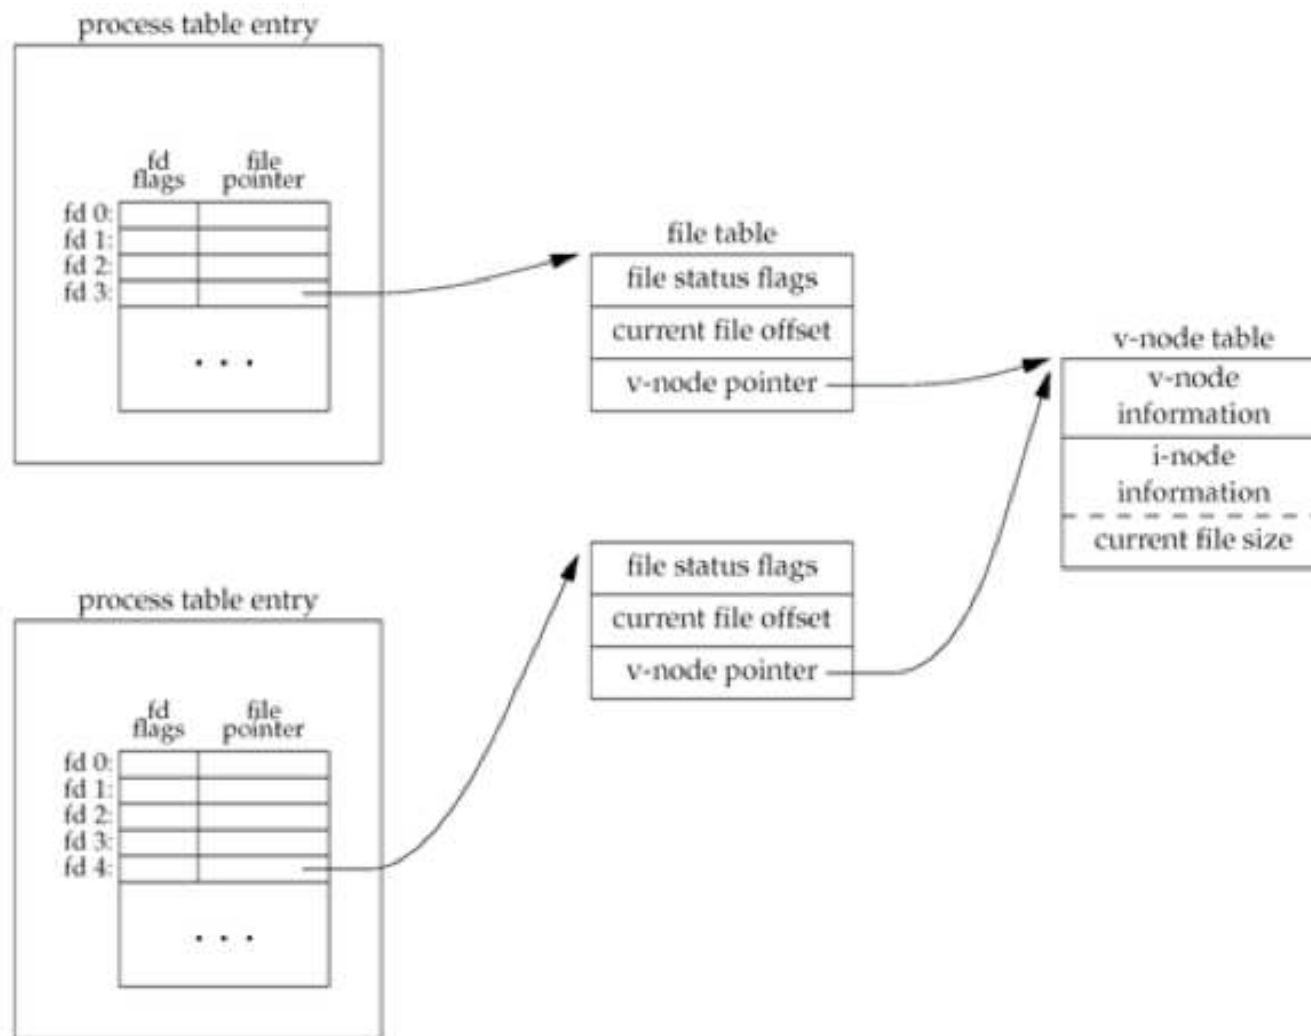 process table entry
fd
flags
file
pointer
fd 0:
fd 1:
fd 2:
fd 3:
. . .
file table
file status flags
current file offset
v-node pointer
v-node table
v-node
information
i-node
information
current file size
file status flags
current file offset
v-node pointer
process table entry
fd
flags
file
pointer
fd 0:
fd 1:
fd 2:
fd 3:
fd 4:
. . .